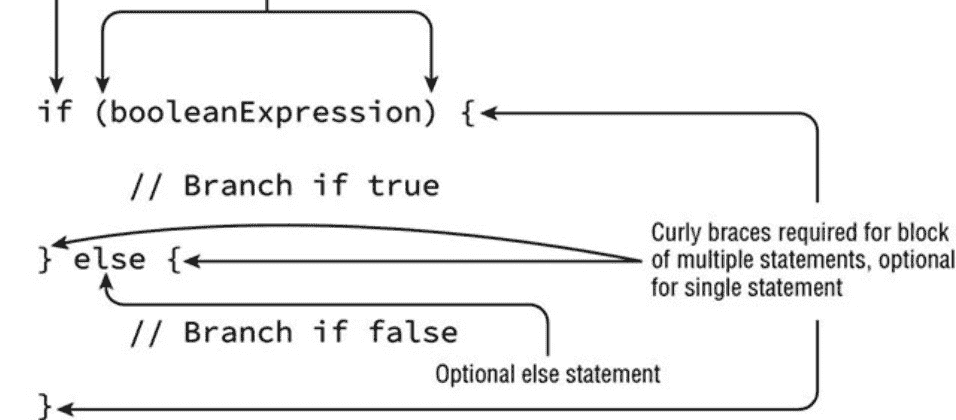 if (booleanExpression) {
// Branch if true
Curly braces required for block
of multiple statements, optional
for single statement
} else {
// Branch if false
Optional else statement
}